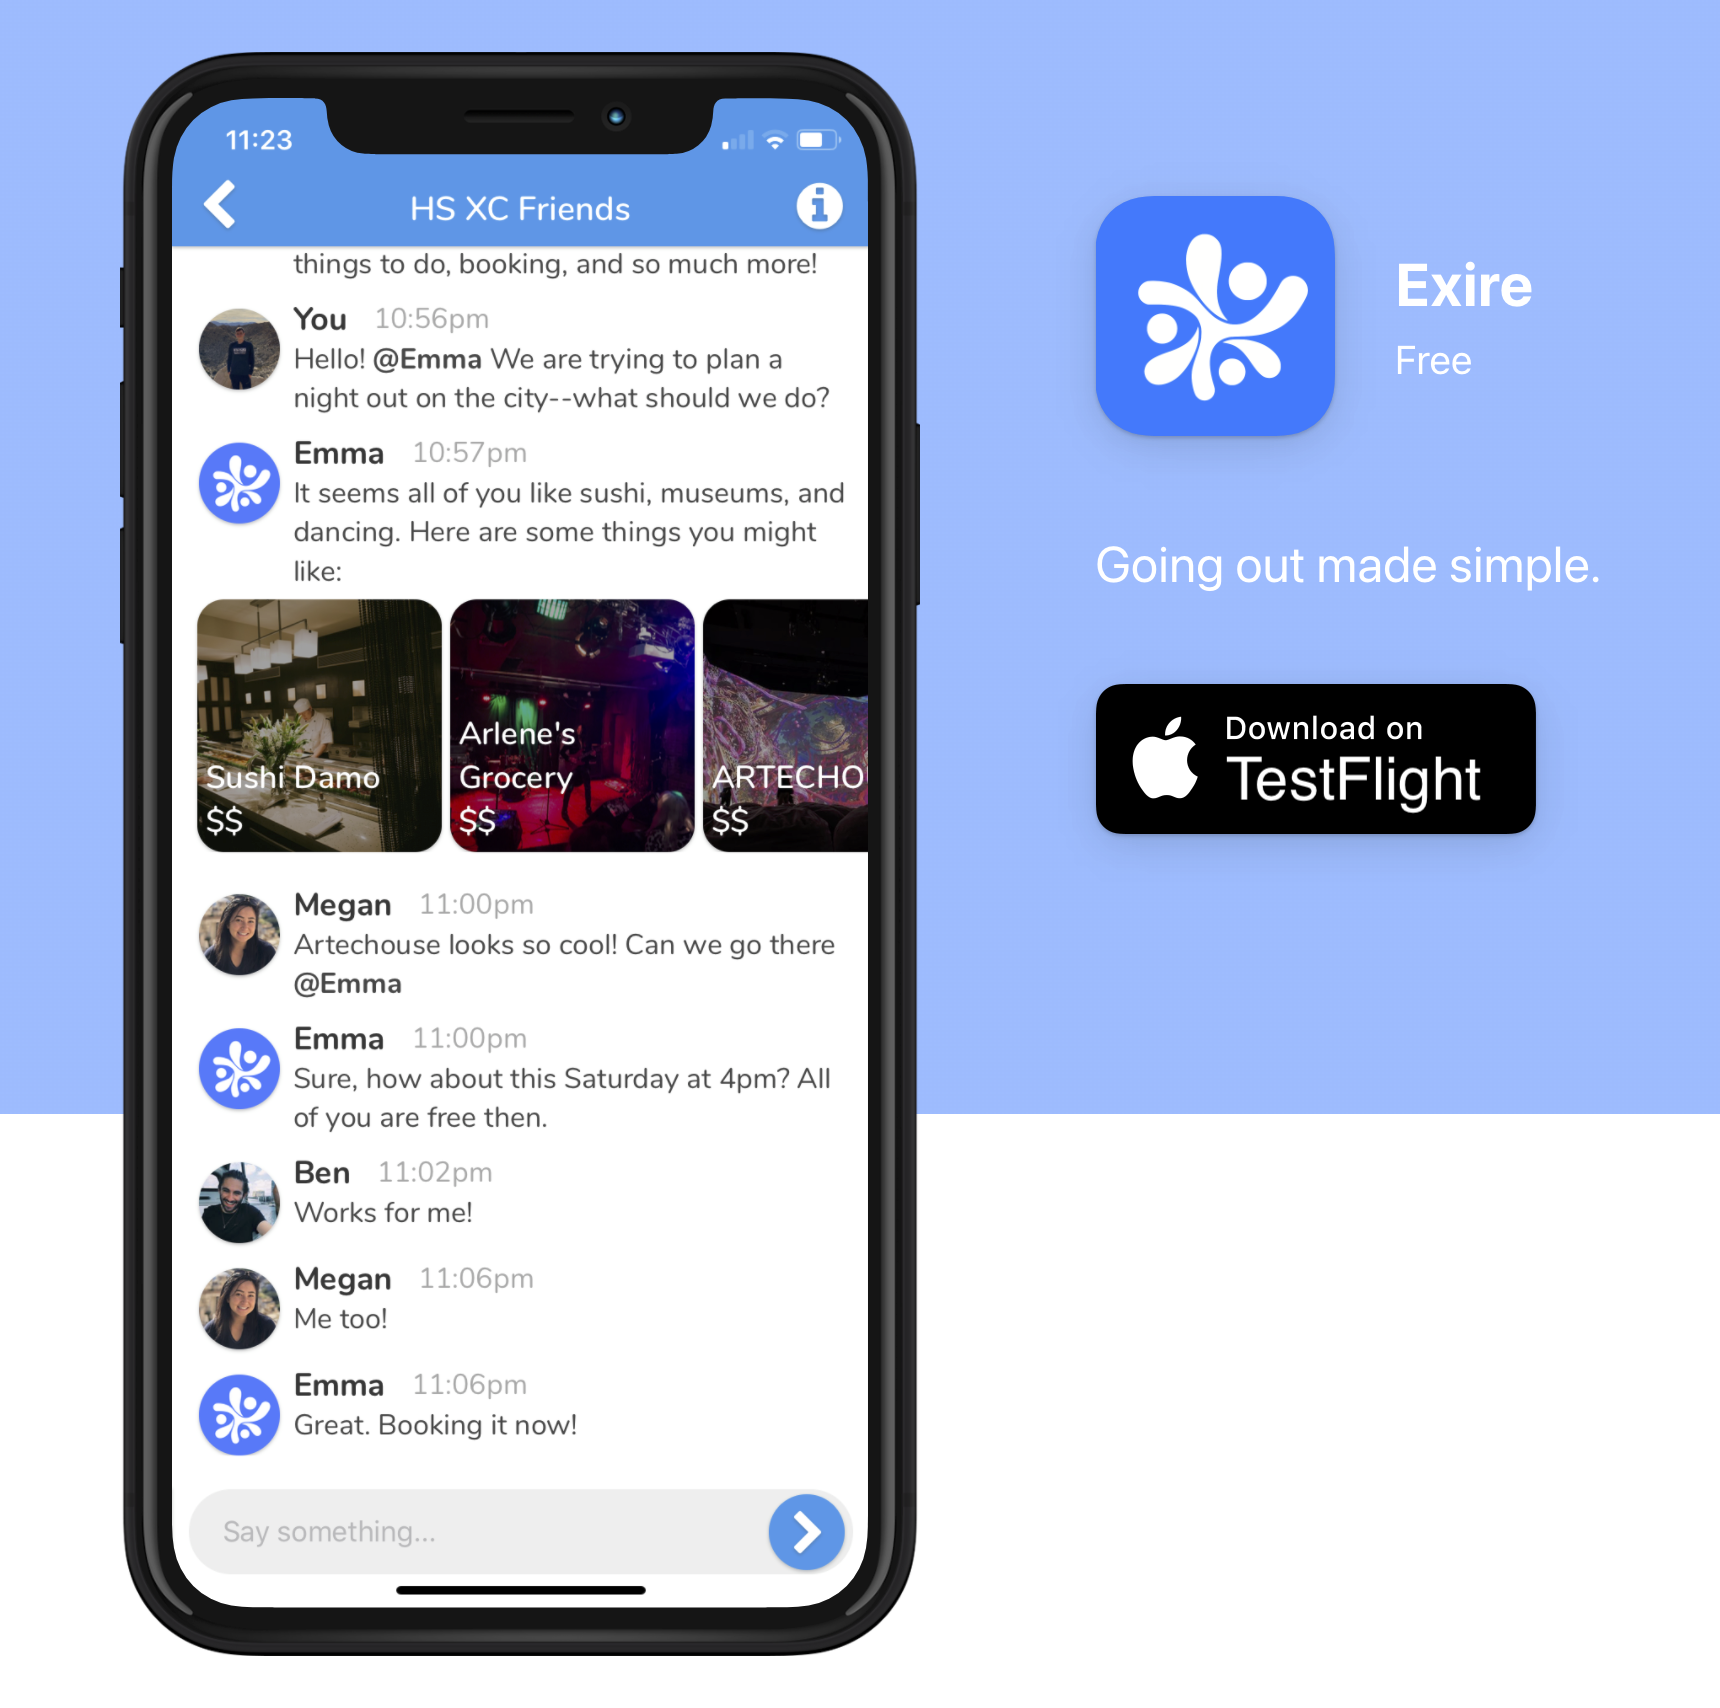 11:23
HS XC Friends
things to do, booking, and so much more!
You 10:56pm
Hello! @Emma We are trying to plan a
night out on the city--what should we do?
Emma 10:57pm
It seems all of you like sushi, museums, and
dancing. Here are some things you might
like:
Sushi Damo
$$
Arlene's
Grocery
$$
ARTECHO
$$
Megan 11:00pm
Artechouse looks so cool! Can we go there
@Emma
Emma 11:00pm
Sure, how about this Saturday at 4pm? All
of you are free then.
Ben 11:02pm
Works for me!
Megan 11:06pm
Me too!
Emma 11:06pm
Great. Booking it now!
Say something...
Exire
Free
Going out made simple.
Download on
TestFlight